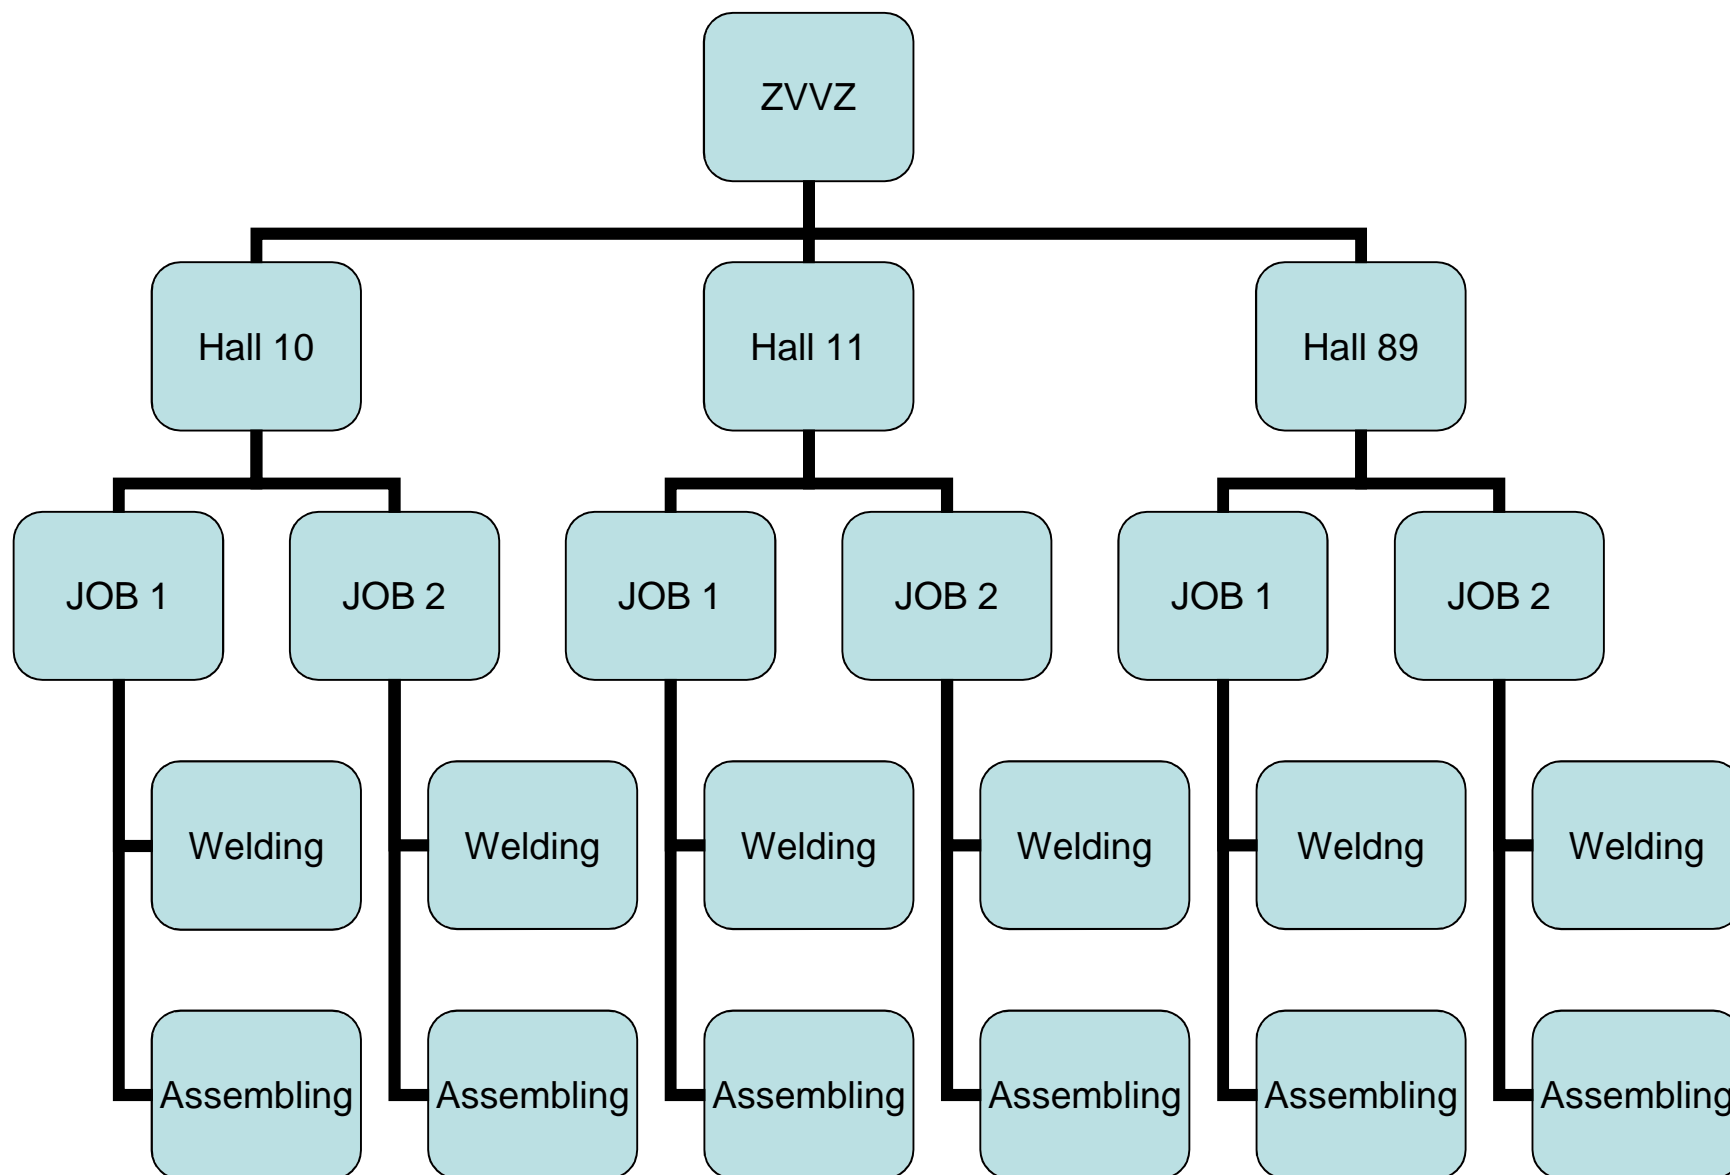 ZVVZ
Hall 10
Hall 11
Hall 89
JOB 1
JOB 2
JOB 1
JOB 2
JOB 1
JOB 2
Welding
Welding
Welding
Welding
Weldng
Welding
Assembling
Assembling
Assembling
Assembling
Assembling
Assembling